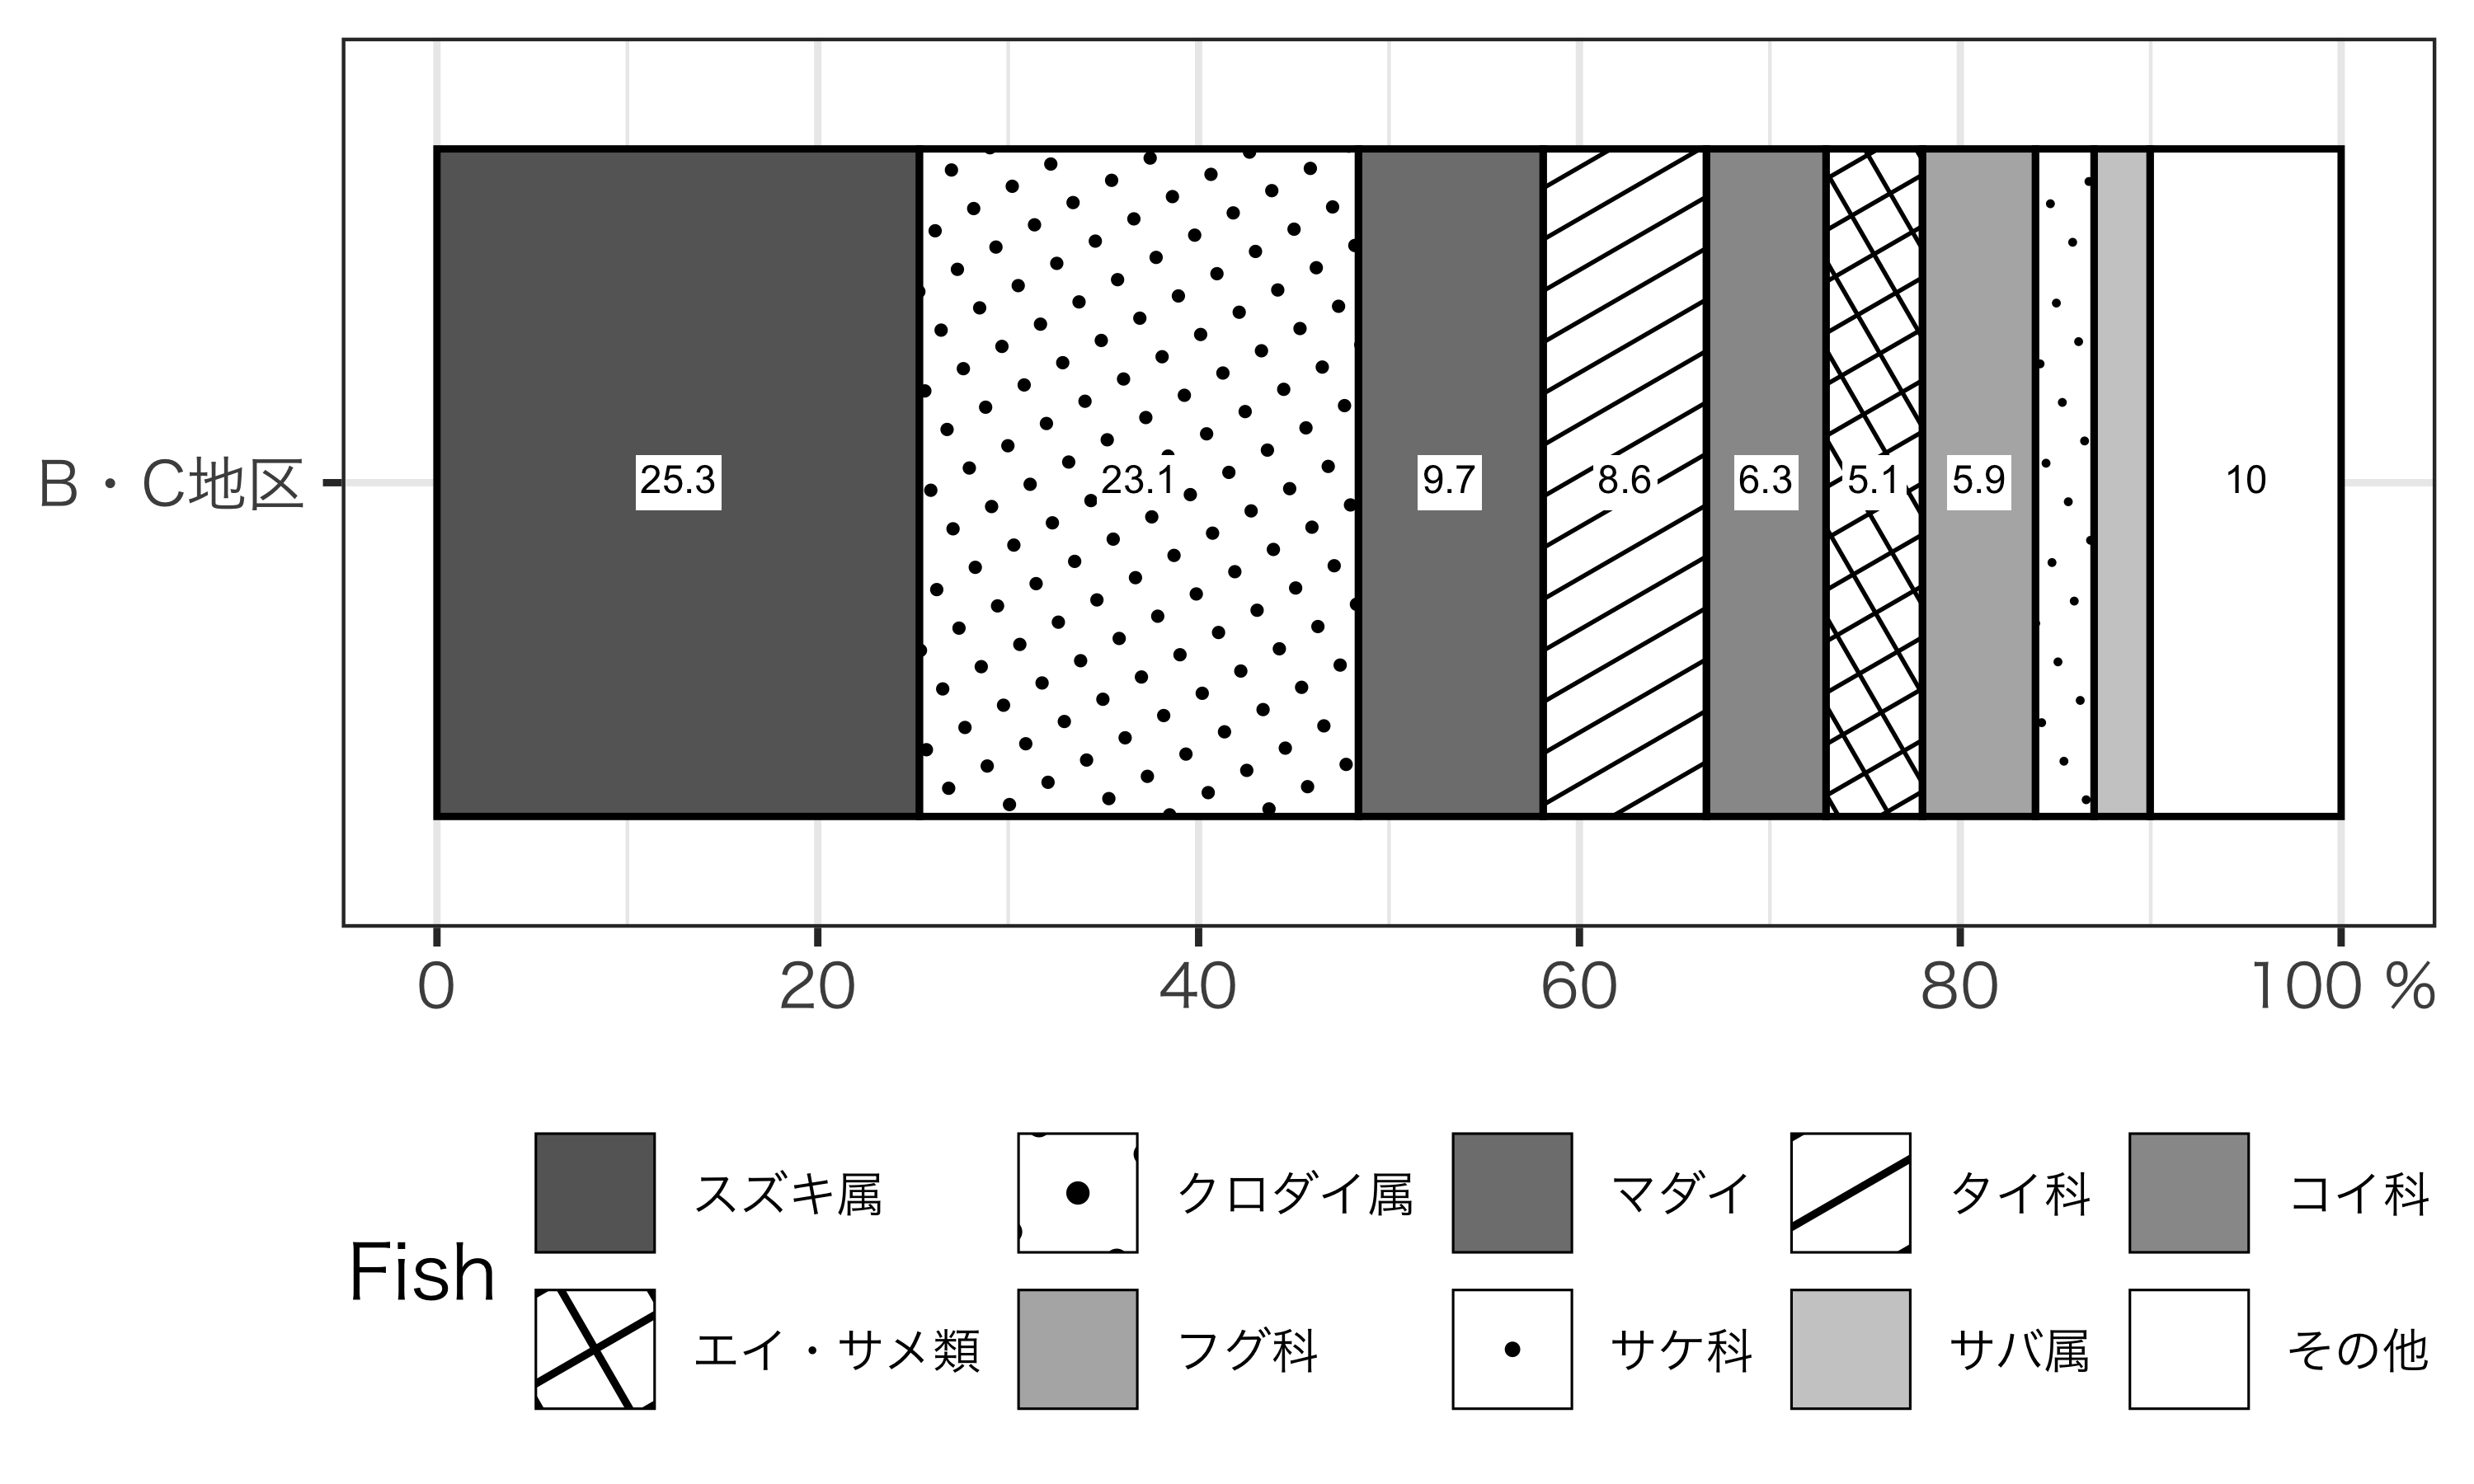 25.3 23.1 9.7 8.6 6.3 5.1 5.9 10
B・C地区
0 20 40 60 80 100 %
Fish
スズキ属 クロダイ属 マダイ タイ科 コイ科
エイ・サメ類 フグ科 サケ科 サバ属 その他